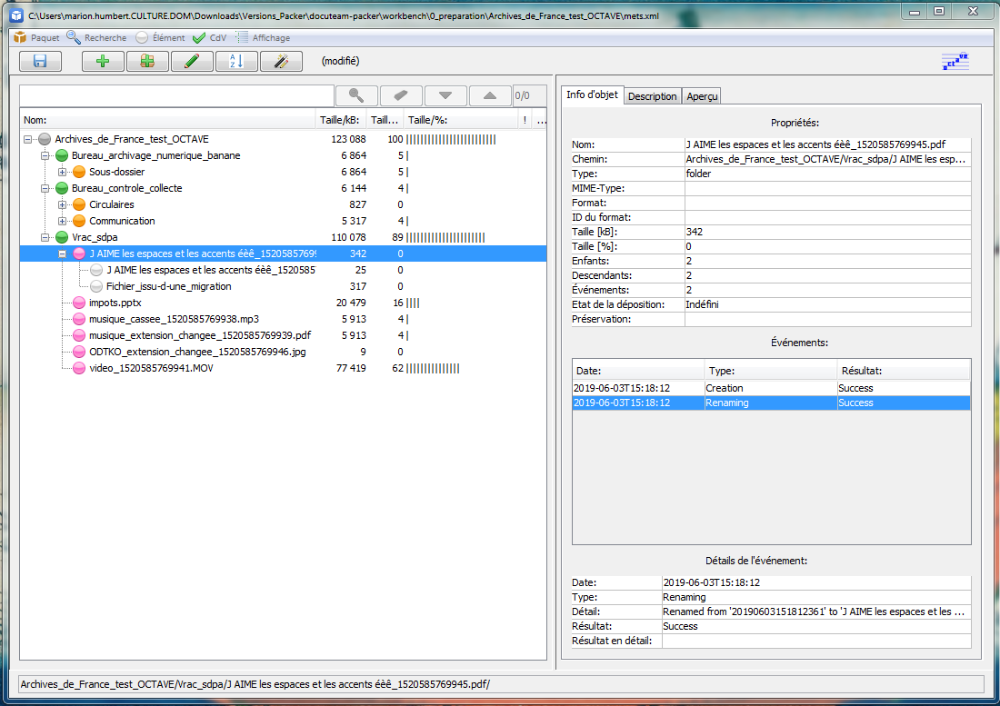 C:\Users\marion.humbert.CULTURE.DOM\Downloads\Versions_Packer\docuteam-packer\workbench\0_preparation\Archives_de_France_test_OCTAVE\mets.xml
Paquet Recherche Élément CdV Affichage
(modifié)
octave
0/0
Nom: Taille/kB: Taill... Taille/%: ! ...
Archives_de_France_test_OCTAVE 123 088 100
Bureau_archivage_numerique_banane 6 864 5
Sous-dossier 6 864 5
Bureau_controle_collecte 6 144 4
Circulaires 827 0
Communication 5 317 4
Vrac_sdpa 110 078 89
J AIME les espaces et les accents éèê_1520585769 342 0
J AIME les espaces et les accents éèê_15205857 25 0
Fichier_issu-d-une_migration 317 0
impots.pptx 20 479 16
musique_cassee_1520585769938.mp3 5 913 4
musique_extension_changee_1520585769939.pdf 5 913 4
ODTKO_extension_changee_1520585769946.jpg 9 0
video_1520585769941.MOV 77 419 62
Info d'objet Description Aperçu
Propriétés:
Nom: J AIME les espaces et les accents éèê_1520585769945.pdf
Chemin: Archives_de_France_test_OCTAVE/Vrac_sdpa/J AIME les esp...
Type: folder
MIME-Type:
Format:
ID du format:
Taille [kB]: 342
Taille [%]: 0
Enfants: 2
Descendants: 2
Événements: 2
Etat de la déposition: Indéfini
Préservation:
Événements:
Date: Type: Résultat:
2019-06-03T15:18:12 Creation Success
2019-06-03T15:18:12 Renaming Success
Détails de l'événement:
Date: 2019-06-03T15:18:12
Type: Renaming
Détail: Renamed from '20190603151812361' to 'J AIME les espaces et les ...
Résultat: Success
Résultat en détail:
Archives_de_France_test_OCTAVE/Vrac_sdpa/J AIME les espaces et les accents éèê_1520585769945.pdf/